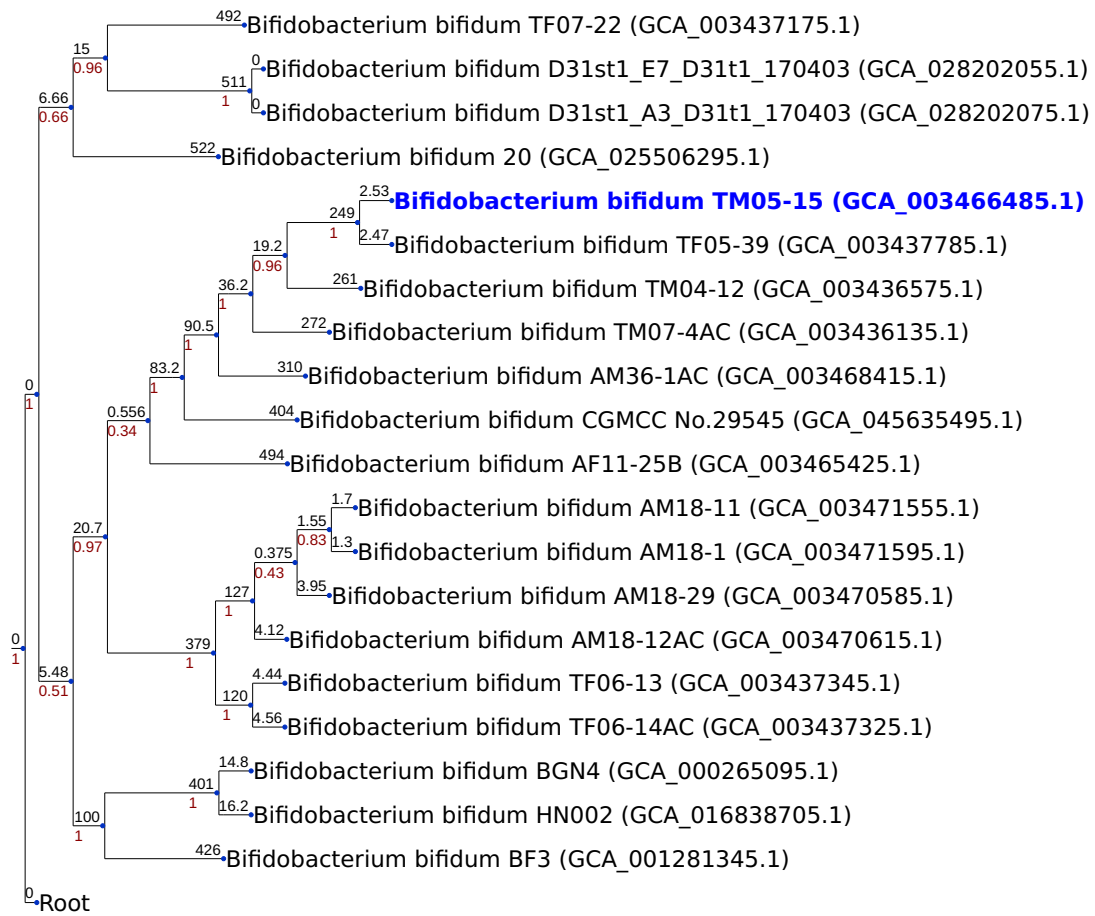 492 Bifidobacterium bifidum TF07-22 (GCA_003437175.1)
15
0.96
0 Bifidobacterium bifidum D31st1_E7_D31t1_170403 (GCA_028202055.1)
511
1
6.66
0.66
0 Bifidobacterium bifidum D31st1_A3_D31t1_170403 (GCA_028202075.1)
522 Bifidobacterium bifidum 20 (GCA_025506295.1)
2.53 Bifidobacterium bifidum TM05-15 (GCA_003466485.1)
249
1
2.47 Bifidobacterium bifidum TF05-39 (GCA_003437785.1)
19.2
0.96
261 Bifidobacterium bifidum TM04-12 (GCA_003436575.1)
36.2
1
272 Bifidobacterium bifidum TM07-4AC (GCA_003436135.1)
90.5
1
310 Bifidobacterium bifidum AM36-1AC (GCA_003468415.1)
83.2
1
0
1
404 Bifidobacterium bifidum CGMCC No.29545 (GCA_045635495.1)
0.556
0.34
494 Bifidobacterium bifidum AF11-25B (GCA_003465425.1)
1.7 Bifidobacterium bifidum AM18-11 (GCA_003471555.1)
1.55
0.83
20.7
0.97
1.3 Bifidobacterium bifidum AM18-1 (GCA_003471595.1)
0.375
0.43
3.95 Bifidobacterium bifidum AM18-29 (GCA_003470585.1)
127
1
4.12 Bifidobacterium bifidum AM18-12AC (GCA_003470615.1)
379
1
0
1
5.48
0.51
4.44 Bifidobacterium bifidum TF06-13 (GCA_003437345.1)
120
1
4.56 Bifidobacterium bifidum TF06-14AC (GCA_003437325.1)
14.8 Bifidobacterium bifidum BGN4 (GCA_000265095.1)
401
1
16.2 Bifidobacterium bifidum HN002 (GCA_016838705.1)
100
1
426 Bifidobacterium bifidum BF3 (GCA_001281345.1)
0 Root